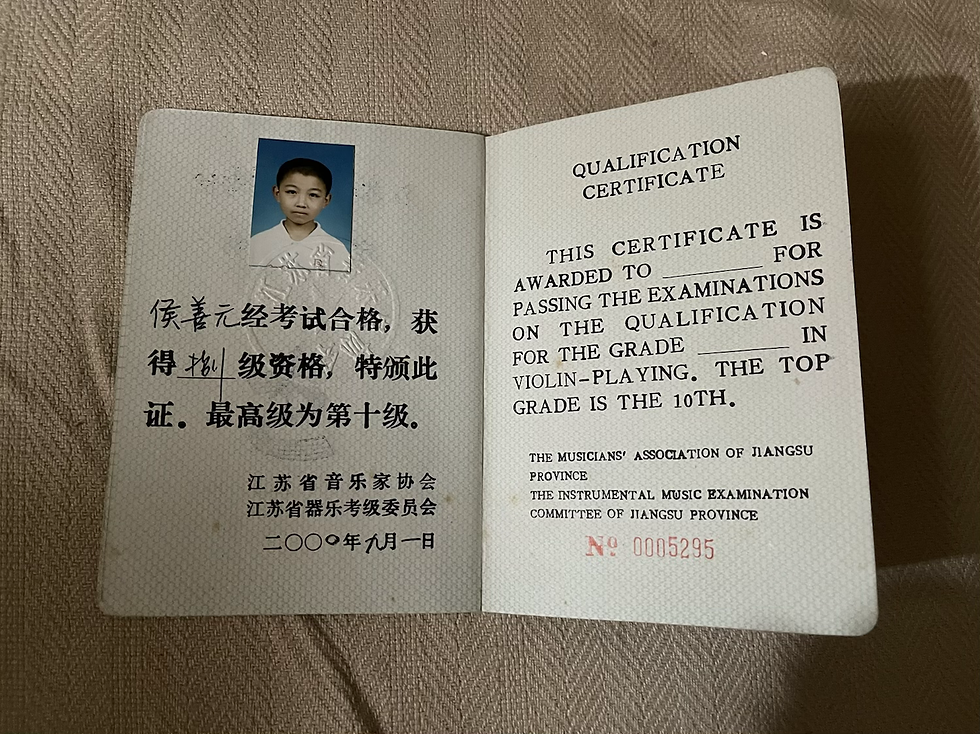 侯善元经考试合格，获
得捌级资格，特颁此
证。最高级为第十级。
江苏省音乐家协会
江苏省器乐考级委员会
二〇〇〇年九月一日
QUALIFICATION
CERTIFICATE
THIS CERTIFICATE IS
AWARDED TO ________ FOR
PASSING THE EXAMINATIONS
ON THE QUALIFICATION
FOR THE GRADE ________ IN
VIOLIN-PLAYING. THE TOP
GRADE IS THE 10TH.
THE MUSICIANS' ASSOCIATION OF JIANGSU
PROVINCE
THE INSTRUMENTAL MUSIC EXAMINATION
COMMITTEE OF JIANGSU PROVINCE
Nº 0005295